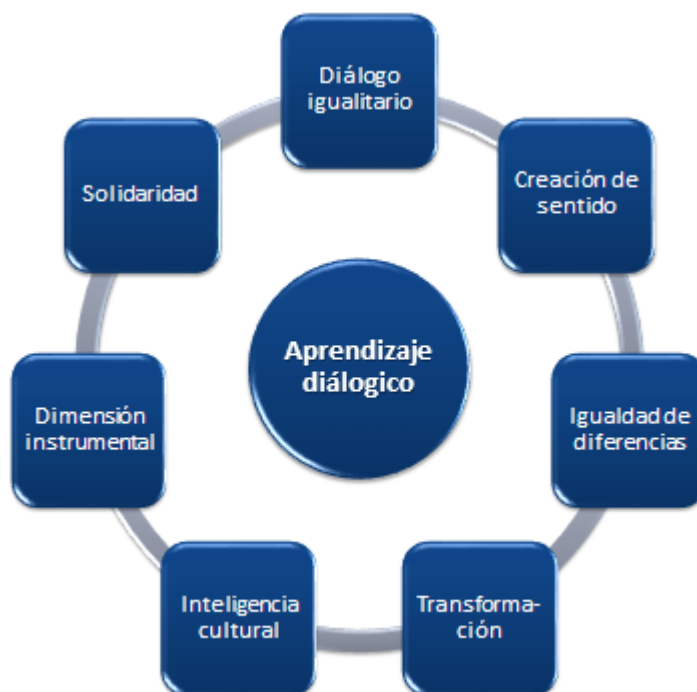 Diálogo
igualitario
Creación de
sentido
Igualdad de
diferencias
Transforma-
ción
Inteligencia
cultural
Dimensión
instrumental
Solidaridad
Aprendizaje
diálogico